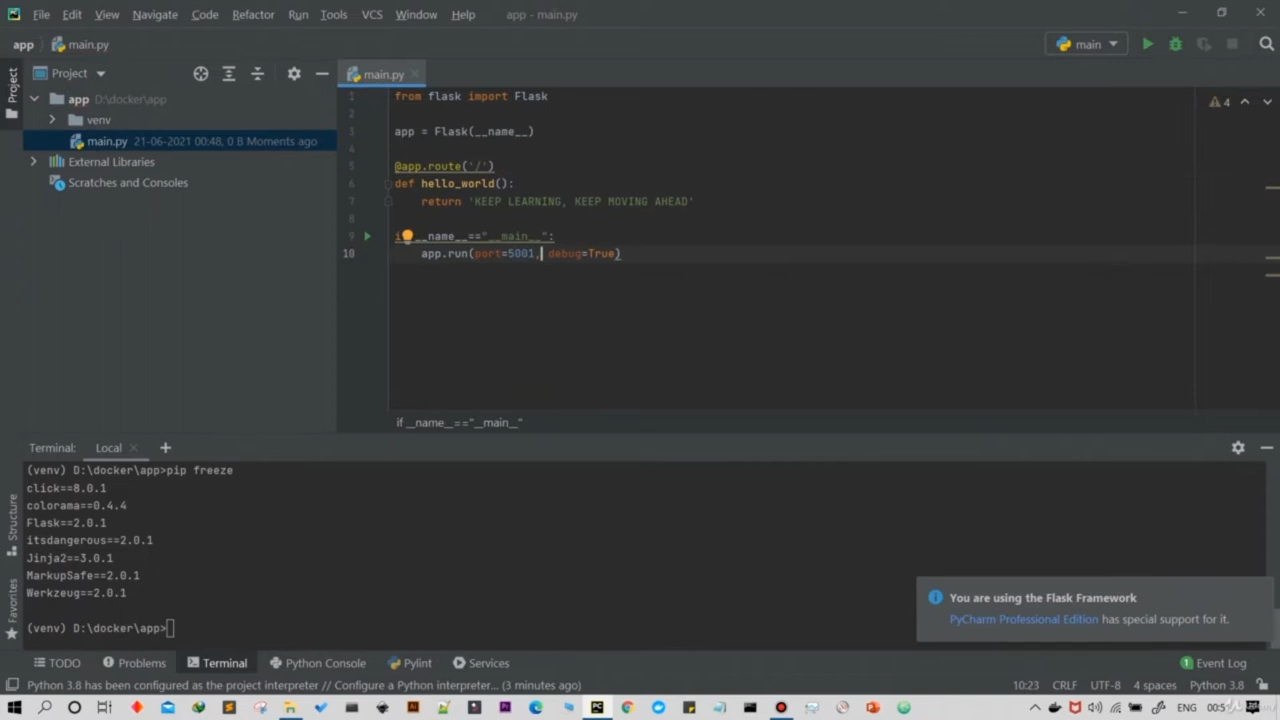 File Edit View Navigate Code Refactor Run Tools VCS Window Help app - main.py
app main.py main
Project
Project main.py
app D:\docker\app
venv
main.py 21-06-2021 00:48, 0 B Moments ago
External Libraries
Scratches and Consoles
1 from flask import Flask
2
3 app = Flask(__name__)
4
5 @app.route('/')
6 def hello_world():
7 return 'KEEP LEARNING, KEEP MOVING AHEAD'
8
9 i __name__=="__main__":
10 app.run(port=5001, debug=True)
4
if __name__=="__main__"
Terminal: Local
(venv) D:\docker\app>pip freeze
click==8.0.1
colorama==0.4.4
Flask==2.0.1
itsdangerous==2.0.1
Jinja2==3.0.1
MarkupSafe==2.0.1
Werkzeug==2.0.1
(venv) D:\docker\app>
Structure
Favorites
You are using the Flask Framework
PyCharm Professional Edition has special support for it.
TODO Problems Terminal Python Console Pylint Services 1 Event Log
Python 3.8 has been configured as the project interpreter // Configure a Python interpreter... (3 minutes ago) 10:23 CRLF UTF-8 4 spaces Python 3.8
ENG